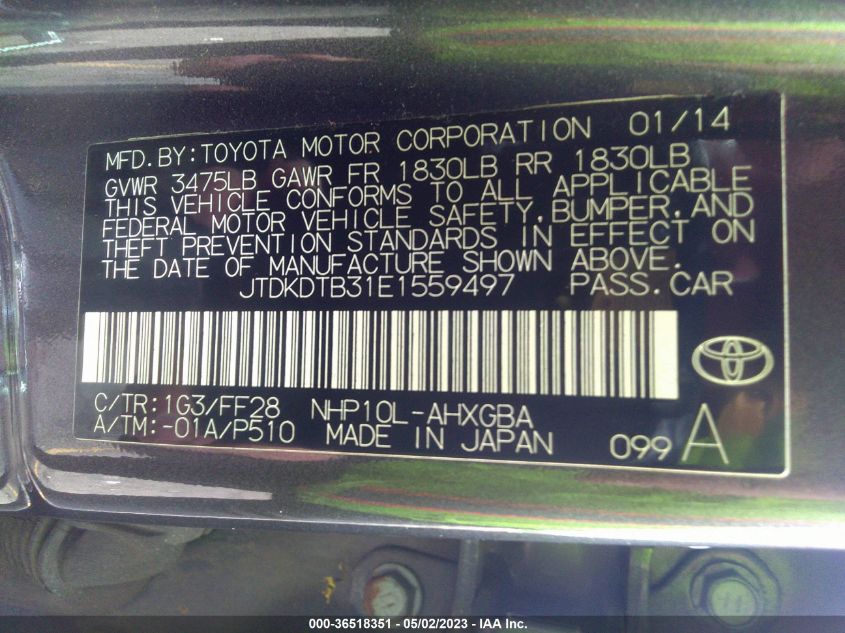 MFD.BY:TOYOTA MOTOR CORPORATION 01/14
GVWR 3475LB GAWR FR 1830LB RR 1830LB
THIS VEHICLE CONFORMS TO ALL APPLICABLE
FEDERAL MOTOR VEHICLE SAFETY,BUMPER,AND
THEFT PREVENTION STANDARDS IN EFFECT ON
THE DATE OF MANUFACTURE SHOWN ABOVE.
JTDKDTB31E1559497 PASS.CAR
C/TR:1G3/FF28 NHP10L-AHXGBA
A/TM:-01A/P510 MADE IN JAPAN 099 A
000-36518351 / 05/02/2023 - IAA Inc.